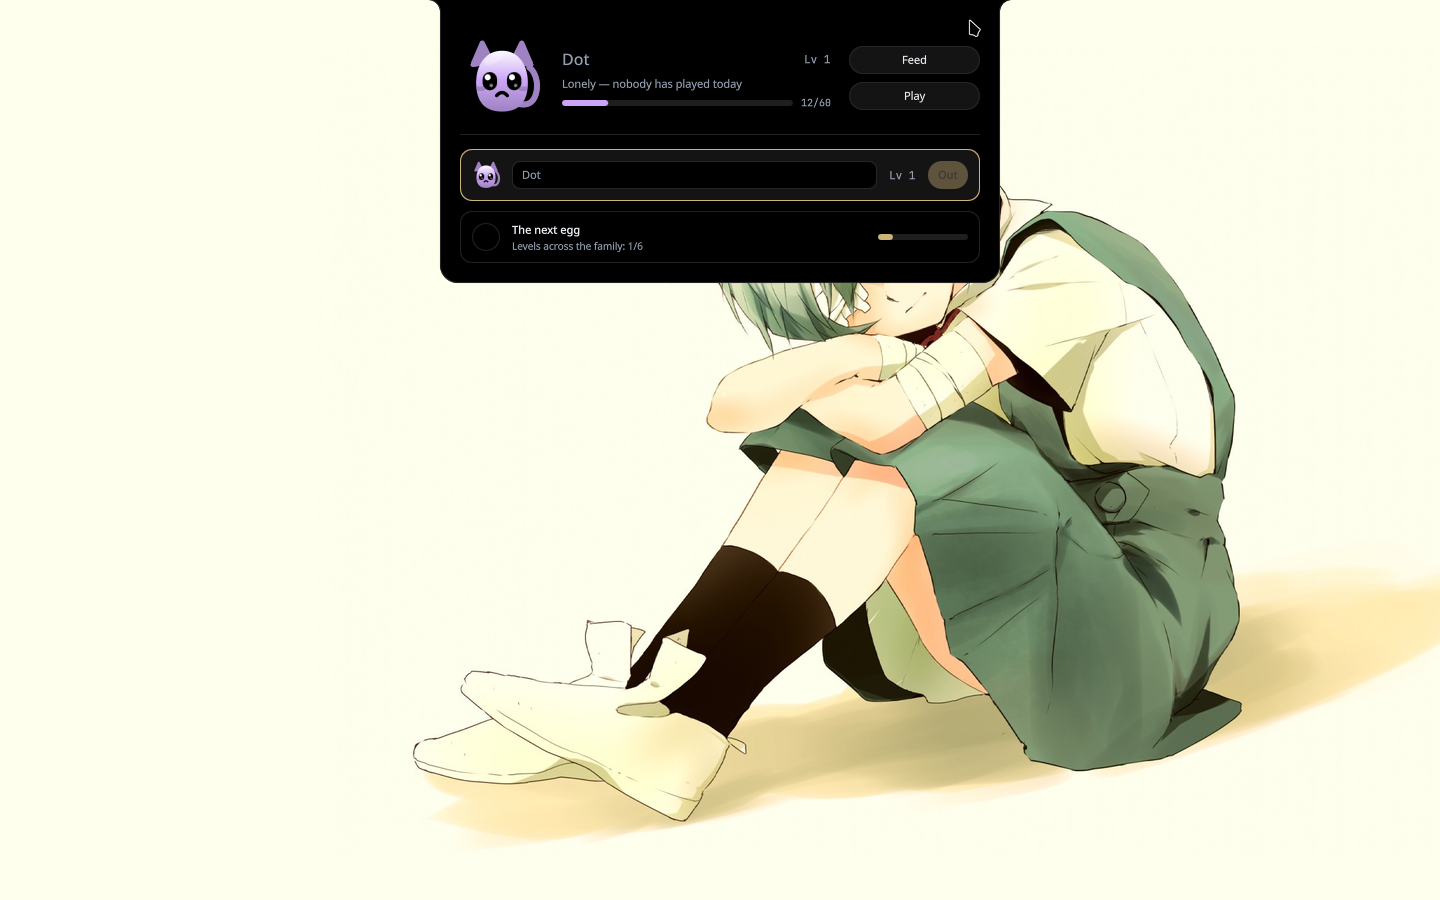 Dot
Lv 1
Feed
Lonely — nobody has played today
Play
12/60
Dot
Lv 1
Out
The next egg
Levels across the family: 1/6